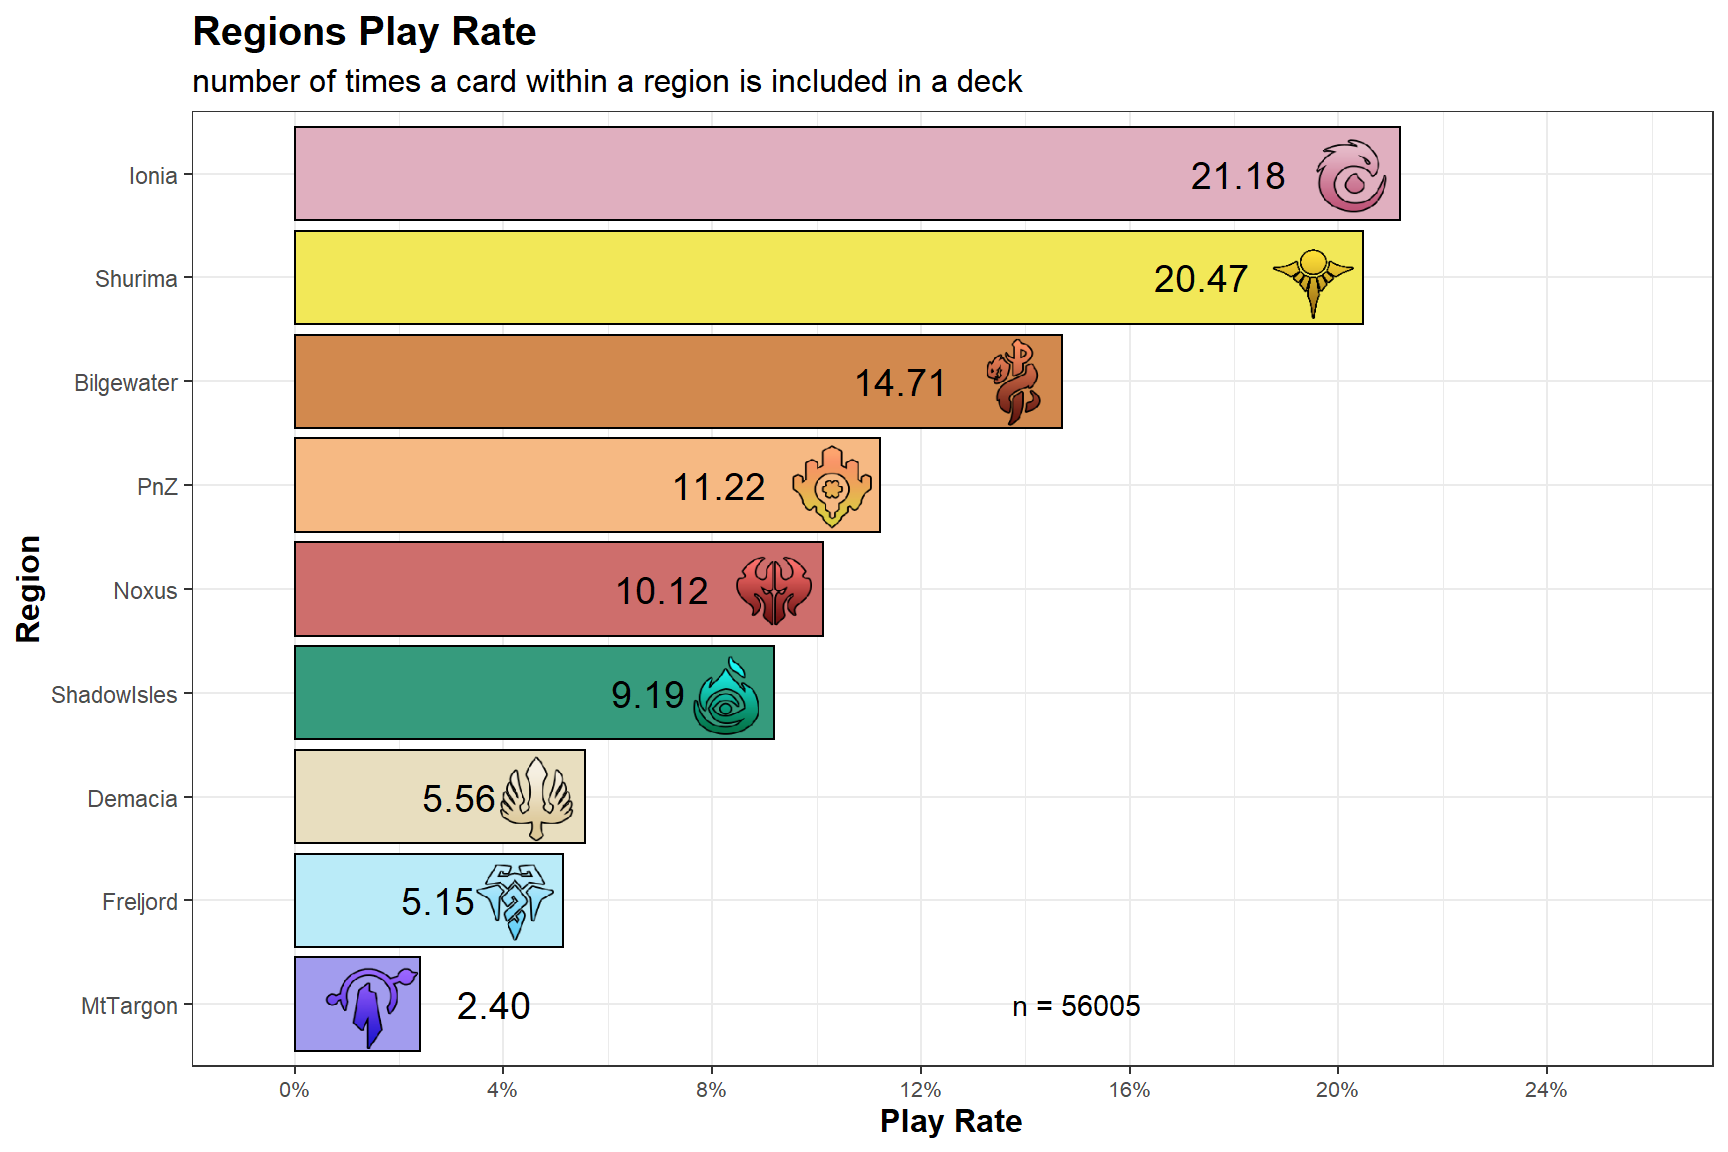 Regions Play Rate
number of times a card within a region is included in a deck
Region
Ionia 21.18
Shurima 20.47
Bilgewater 14.71
PnZ 11.22
Noxus 10.12
ShadowIsles 9.19
Demacia 5.56
Freljord 5.15
MtTargon 2.40 n = 56005
0% 4% 8% 12% 16% 20% 24%
Play Rate